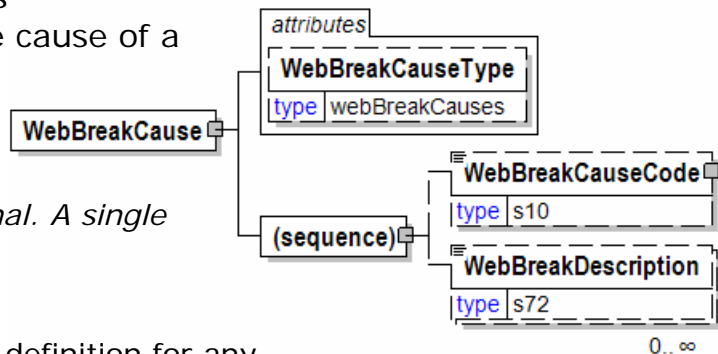 s
e cause of a
nal. A single
definition for any
attributes
WebBreakCauseType
type webBreakCauses
WebBreakCause
WebBreakCauseCode
type s10
(sequence)
WebBreakDescription
type s72
0..∞